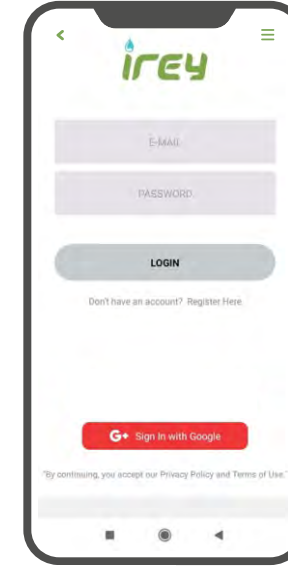 irey
E-MAIL
PASSWORD
LOGIN
Don't have an account? Register Here
G+ Sign In with Google
"By continuing, you accept our Privacy Policy and Terms of Use."